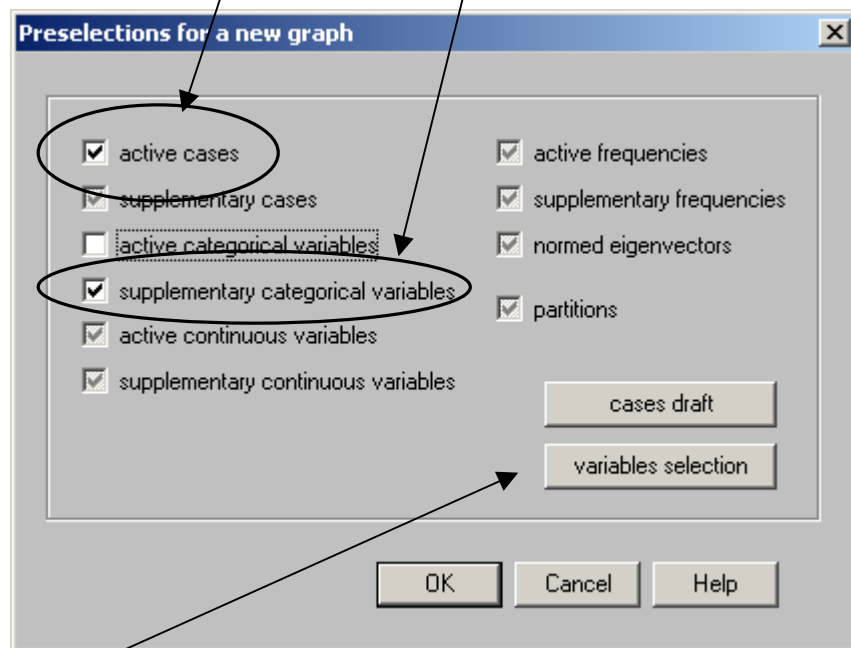 Preselections for a new graph
active cases
supplementary cases
active categorical variables
supplementary categorical variables
active continuous variables
supplementary continuous variables
active frequencies
supplementary frequencies
normed eigenvectors
partitions
cases draft
variables selection
OK
Cancel
Help